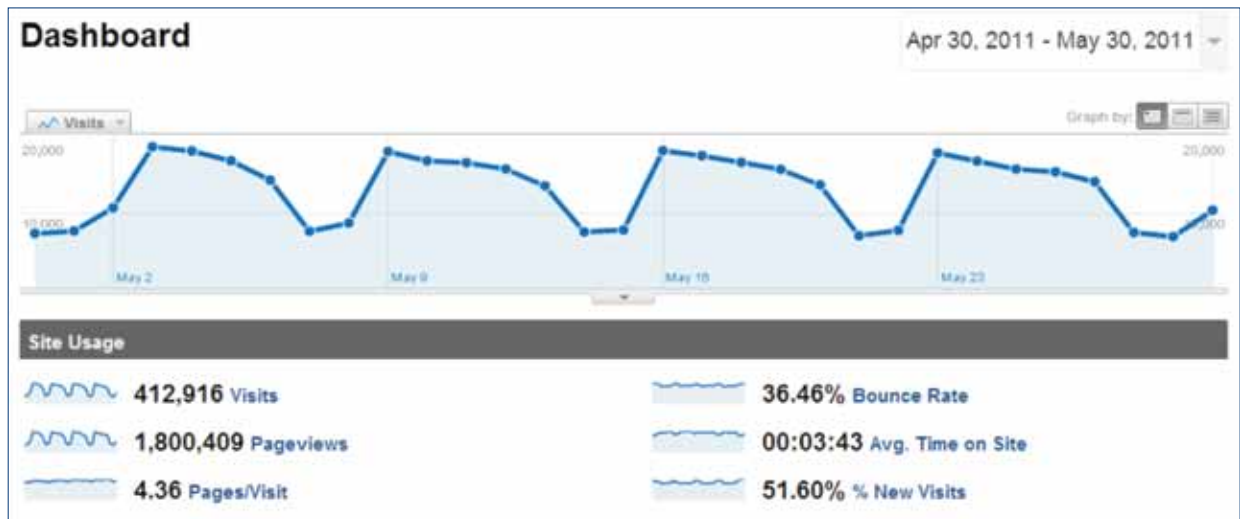 Dashboard
Apr 30, 2011 - May 30, 2011
Visits
Graph by:
20,000
20,000
10,000
10,000
May 2
May 9
May 16
May 23
Site Usage
412,916 Visits
36.46% Bounce Rate
1,800,409 Pageviews
00:03:43 Avg. Time on Site
4.36 Pages/Visit
51.60% % New Visits